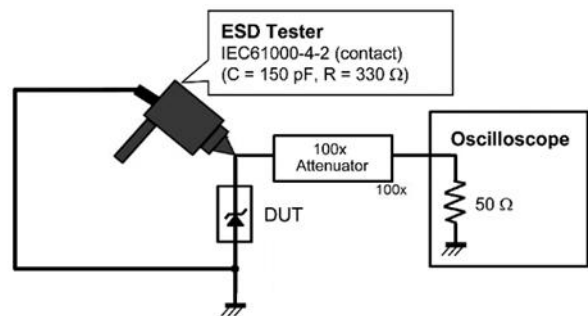 ESD Tester
IEC61000-4-2 (contact)
(C = 150 pF, R = 330 Ω)
100x
Attenuator
100x
Oscilloscope
50 Ω
DUT